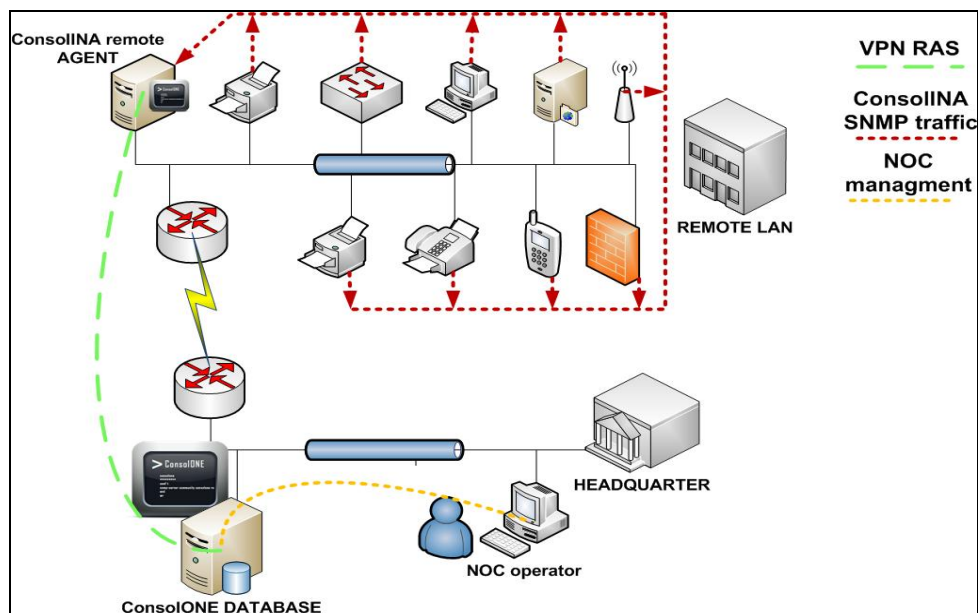 ConsolINA remote
AGENT
VPN RAS
ConsolINA
SNMP traffic
NOC
managment
REMOTE LAN
HEADQUARTER
>ConsolONE
NOC operator
ConsolONE DATABASE